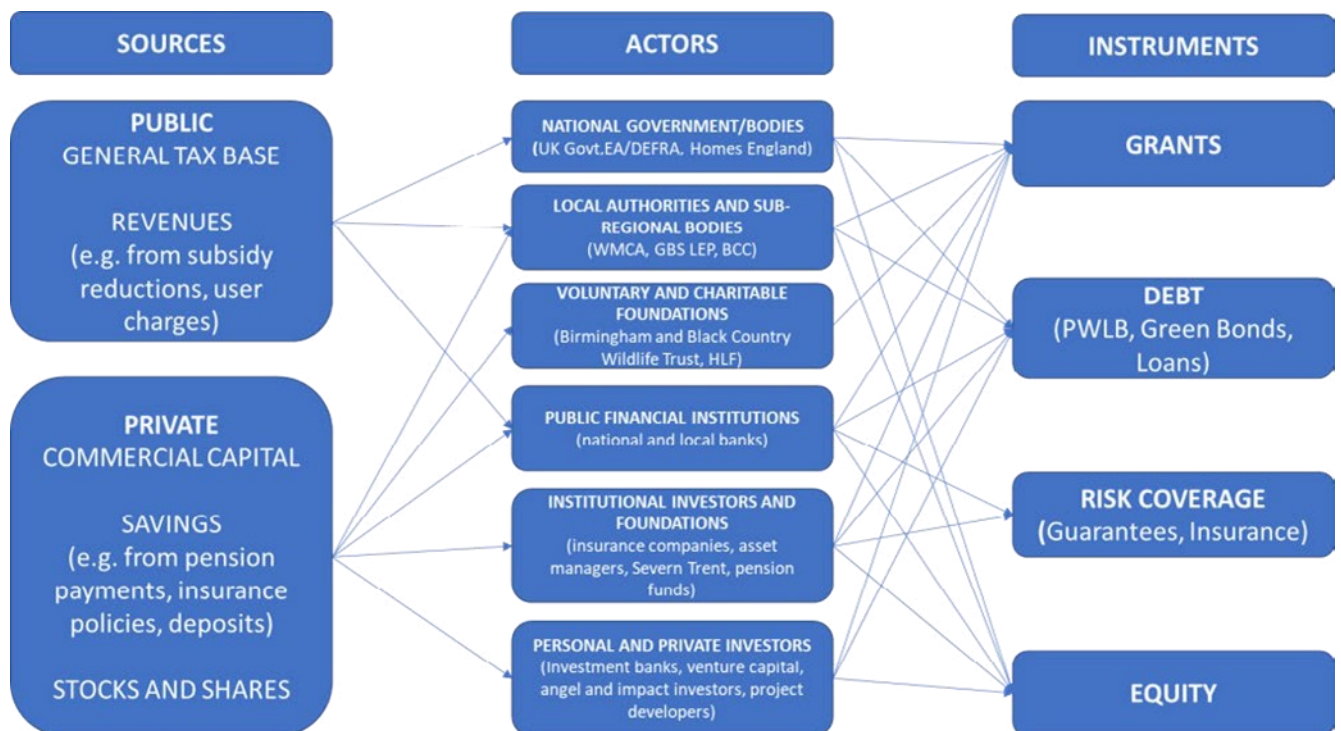 SOURCES
PUBLIC
GENERAL TAX BASE
REVENUES
(e.g. from subsidy
reductions, user
charges)
PRIVATE
COMMERCIAL CAPITAL
SAVINGS
(e.g. from pension
payments, insurance
policies, deposits)
STOCKS AND SHARES
ACTORS
NATIONAL GOVERNMENT/BODIES
(UK Govt.EA/DEFRA. Homes England)
LOCAL AUTHORITIES AND SUB-
REGIONAL BODIES
(WMCA, GBS LEP, BCC)
VOLUNTARY AND CHARITABLE
FOUNDATIONS
(Birmingham and Black Country
Wildlife Trust, HLF)
PUBLIC FINANCIAL INSTITUTIONS
(national and local banks)
INSTITUTIONAL INVESTORS AND
FOUNDATIONS
(insurance companies, asset
managers, Severn Trent, pension
funds)
PERSONAL AND PRIVATE INVESTORS
(Investment banks, venture capital,
angel and impact investors, project
developers)
INSTRUMENTS
GRANTS
DEBT
(PWLB, Green Bonds,
Loans)
RISK COVERAGE
(Guarantees, Insurance)
EQUITY